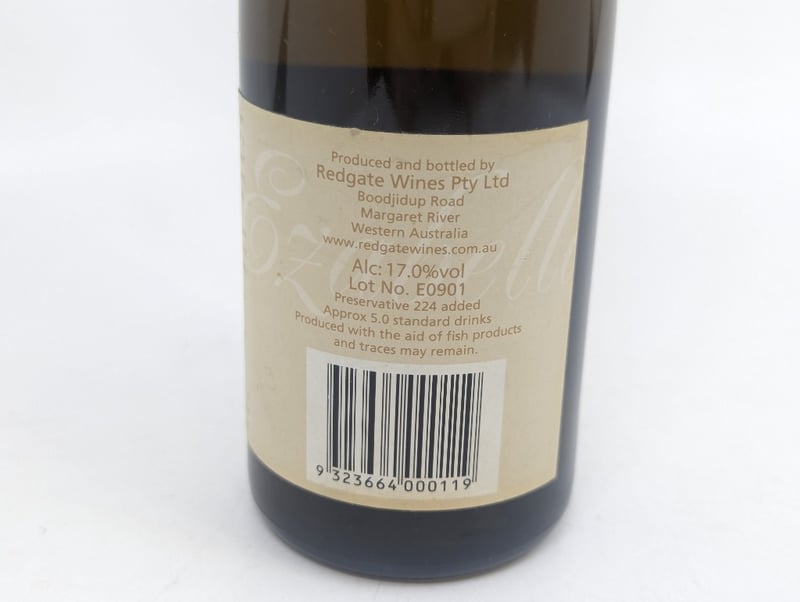 Produced and bottled by
Redgate Wines Pty Ltd
Boodjidup Road
Margaret River
Western Australia
www.redgatewines.com.au
Alc: 17.0%vol
Lot No. E0901
Preservative 224 added
Approx 5.0 standard drinks
Produced with the aid of fish products
and traces may remain.
9 323664 000119